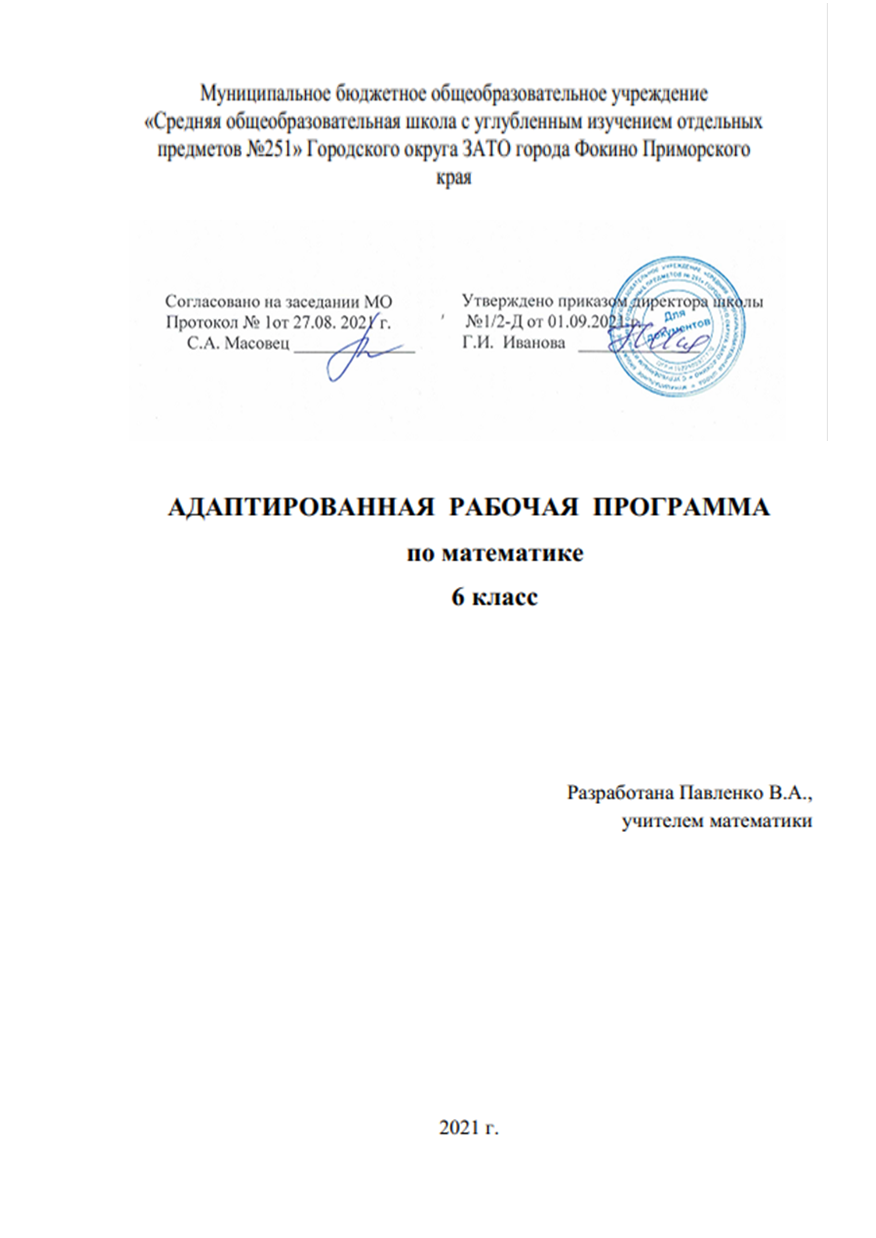 Муниципальное бюджетное общеобразовательное учреждение
«Средняя общеобразовательная школа с углубленным изучением отдельных
предметов №251» Городского округа ЗАТО города Фокино Приморского
края
Согласовано на заседании МО
Протокол № 1от 27.08. 2021 г.
С.А. Масовец
Утверждено приказом директора школы
№1/2-Д от 01.09.2021
Г.И. Иванова
Для
документов
АДАПТИРОВАННАЯ РАБОЧАЯ ПРОГРАММА
по математике
6 класс
Разработана Павленко В.А.,
учителем математики
2021 г.